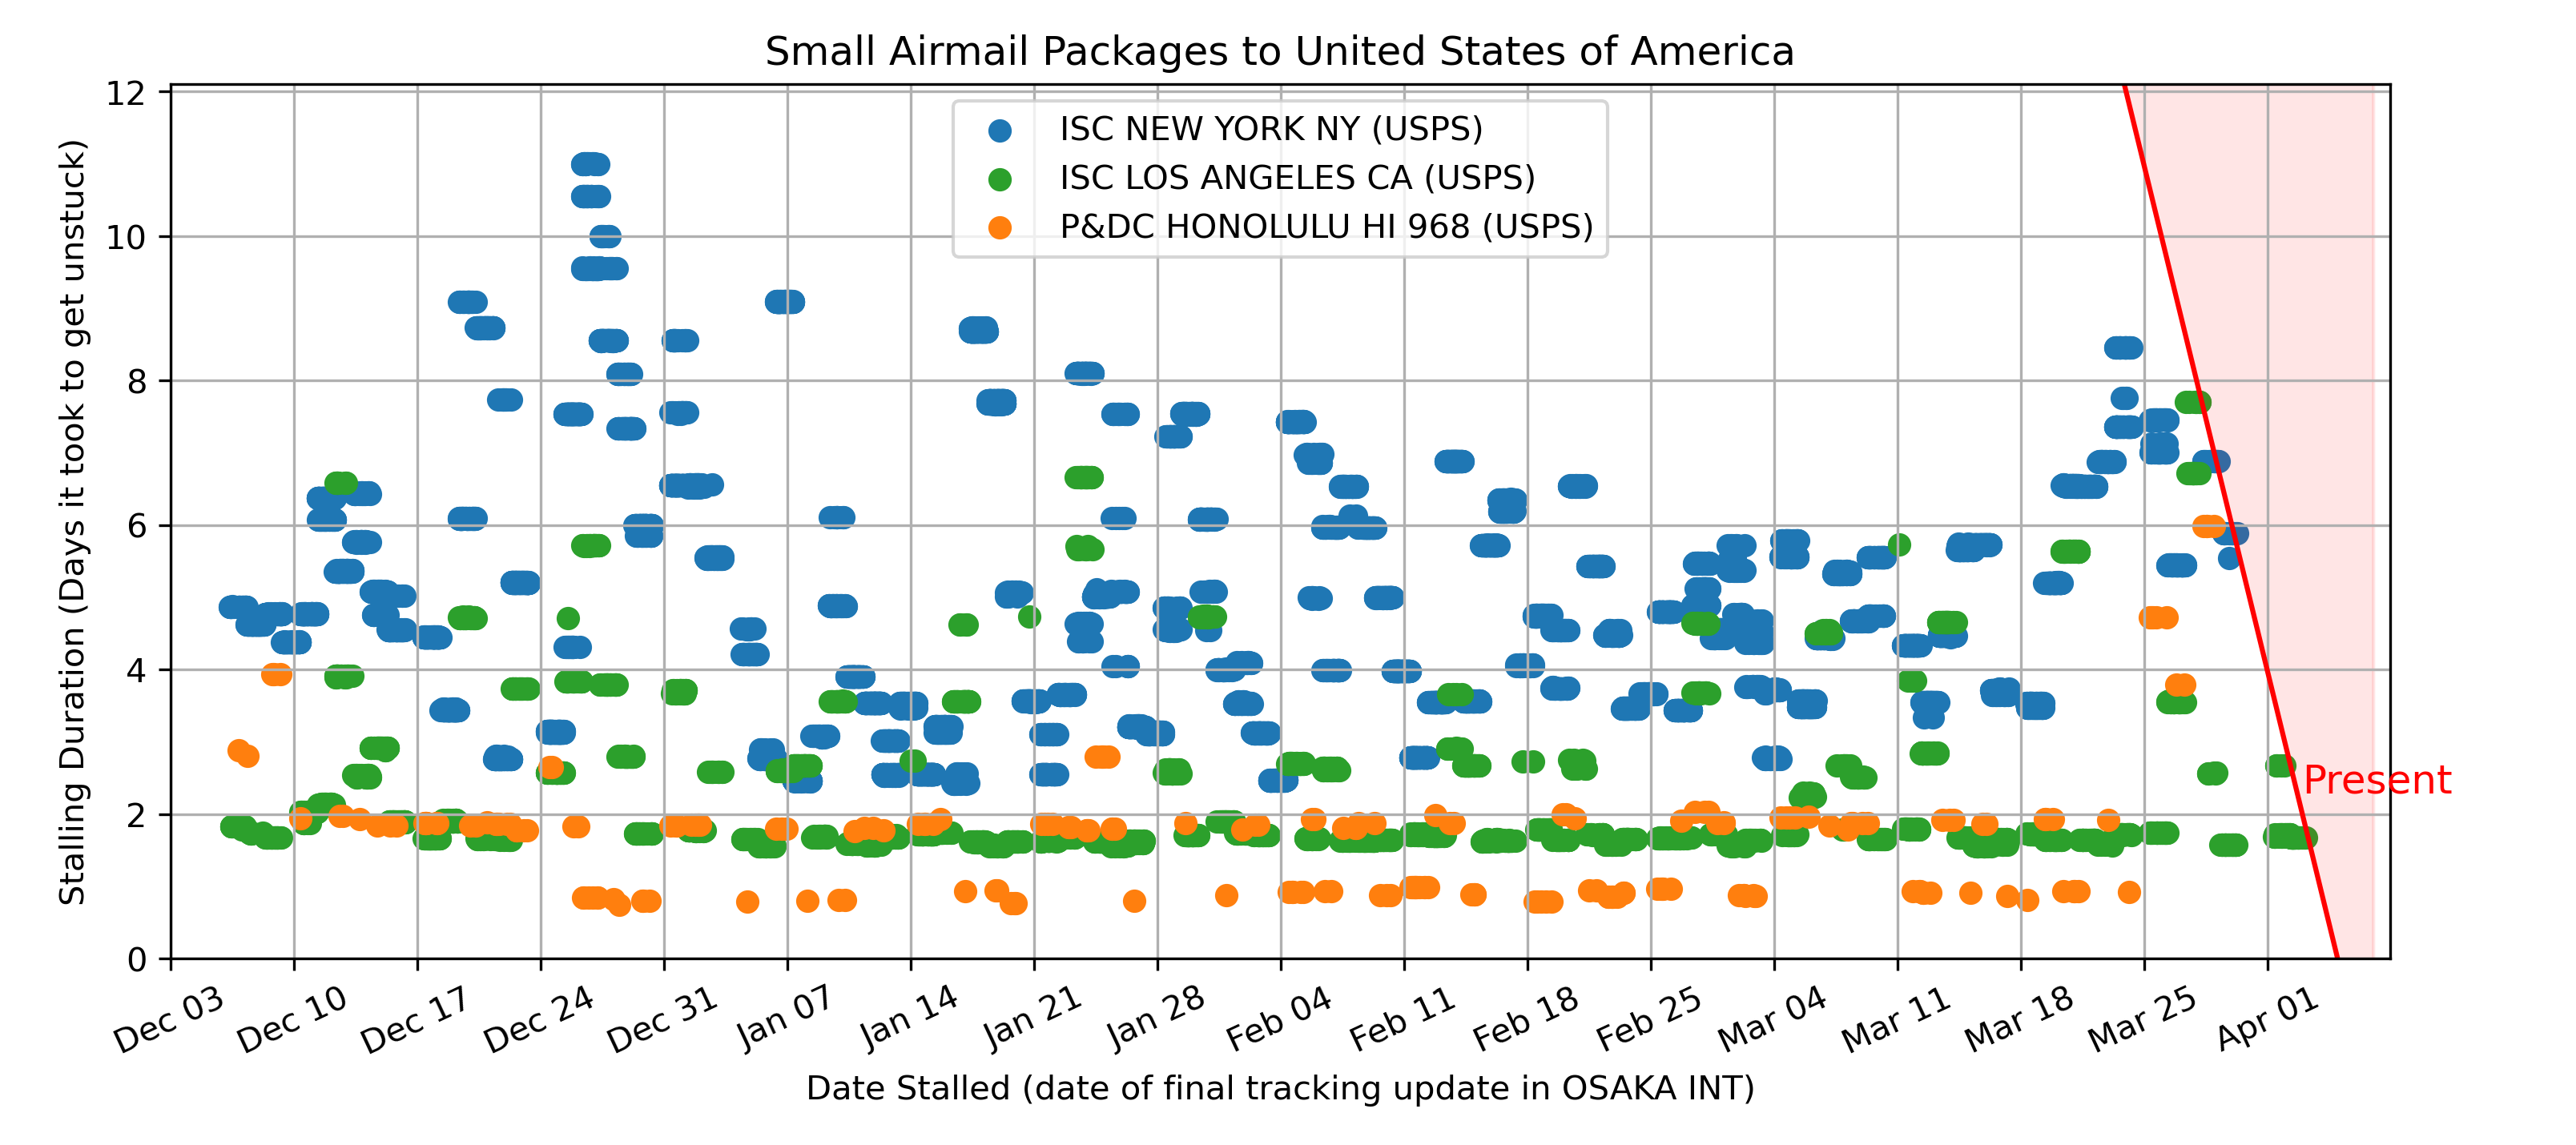 Small Airmail Packages to United States of America
12
10
8
6
4
2
0
Stalling Duration (Days it took to get unstuck)
ISC NEW YORK NY (USPS)
ISC LOS ANGELES CA (USPS)
P&DC HONOLULU HI 968 (USPS)
Present
Dec 03
Dec 10
Dec 17
Dec 24
Dec 31
Jan 07
Jan 14
Jan 21
Jan 28
Feb 04
Feb 11
Feb 18
Feb 25
Mar 04
Mar 11
Mar 18
Mar 25
Apr 01
Date Stalled (date of final tracking update in OSAKA INT)